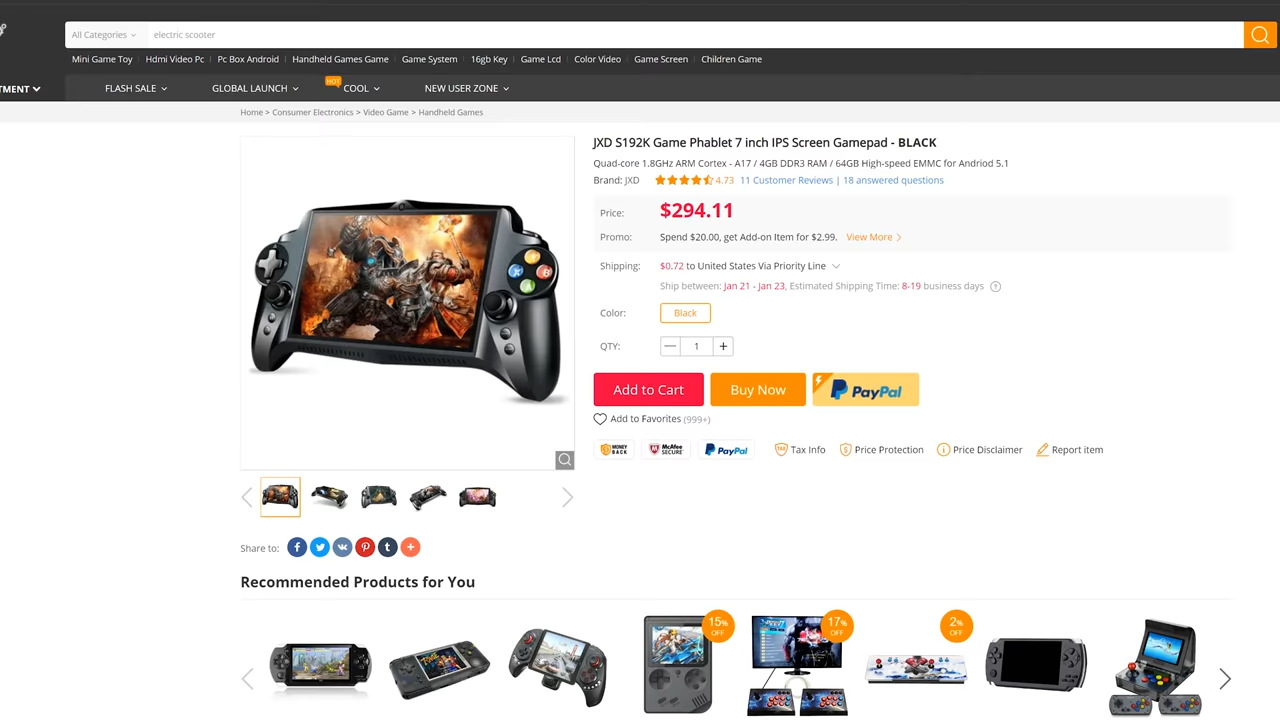 All Categories
electric scooter
Mini Game Toy
Hdmi Video Pc
Pc Box Android
Handheld Games Game
Game System
16gb Key
Game Lcd
Color Video
Game Screen
Children Game
TMENT
FLASH SALE
GLOBAL LAUNCH
HOT
COOL
NEW USER ZONE
Home > Consumer Electronics > Video Game > Handheld Games
JXD S192K Game Phablet 7 inch IPS Screen Gamepad - BLACK
Quad-core 1.8GHz ARM Cortex - A17 / 4GB DDR3 RAM / 64GB High-speed EMMC for Andriod 5.1
Brand: JXD 4.73 11 Customer Reviews | 18 answered questions
Price: $294.11
Promo: Spend $20.00, get Add-on Item for $2.99. View More
Shipping: $0.72 to United States Via Priority Line
Ship between: Jan 21 - Jan 23, Estimated Shipping Time: 8-19 business days ?
Color: Black
QTY: 1
Add to Cart
Buy Now
PayPal
Add to Favorites (999+)
MONEY BACK
McAfee SECURE
PayPal
Tax Info
Price Protection
Price Disclaimer
Report item
Y
X
B
A
Share to:
Recommended Products for You
15% OFF
17% OFF
2% OFF